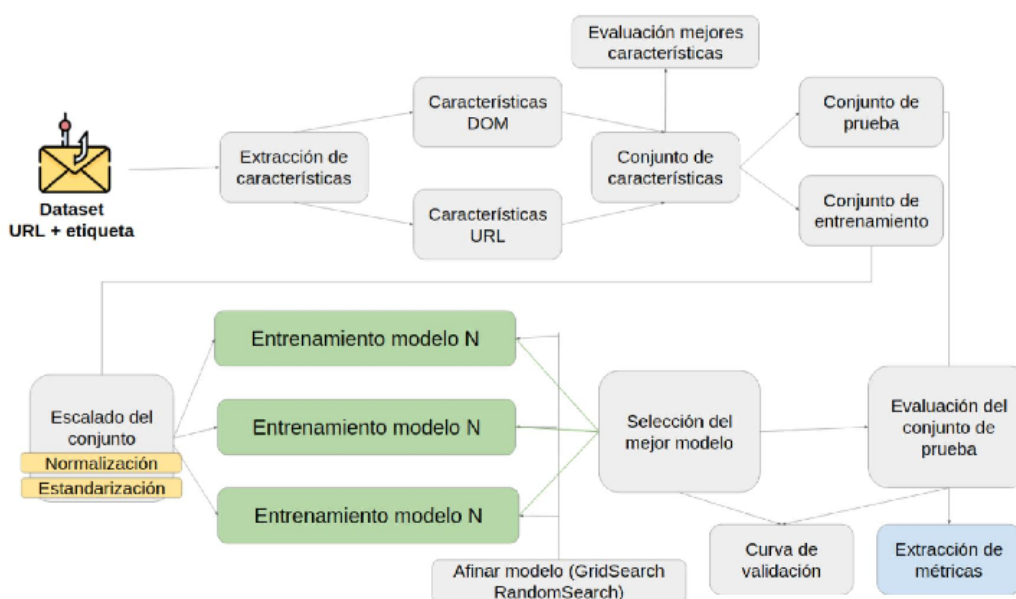 Evaluación mejores
características
Características
DOM
Conjunto de
prueba
Extracción de
características
Conjunto de
características
Dataset
URL + etiqueta
Características
URL
Conjunto de
entrenamiento
Entrenamiento modelo N
Escalado del
conjunto
Normalización
Estandarización
Entrenamiento modelo N
Entrenamiento modelo N
Selección del
mejor modelo
Evaluación del
conjunto de
prueba
Afinar modelo (GridSearch
RandomSearch)
Curva de
validación
Extracción de
métricas